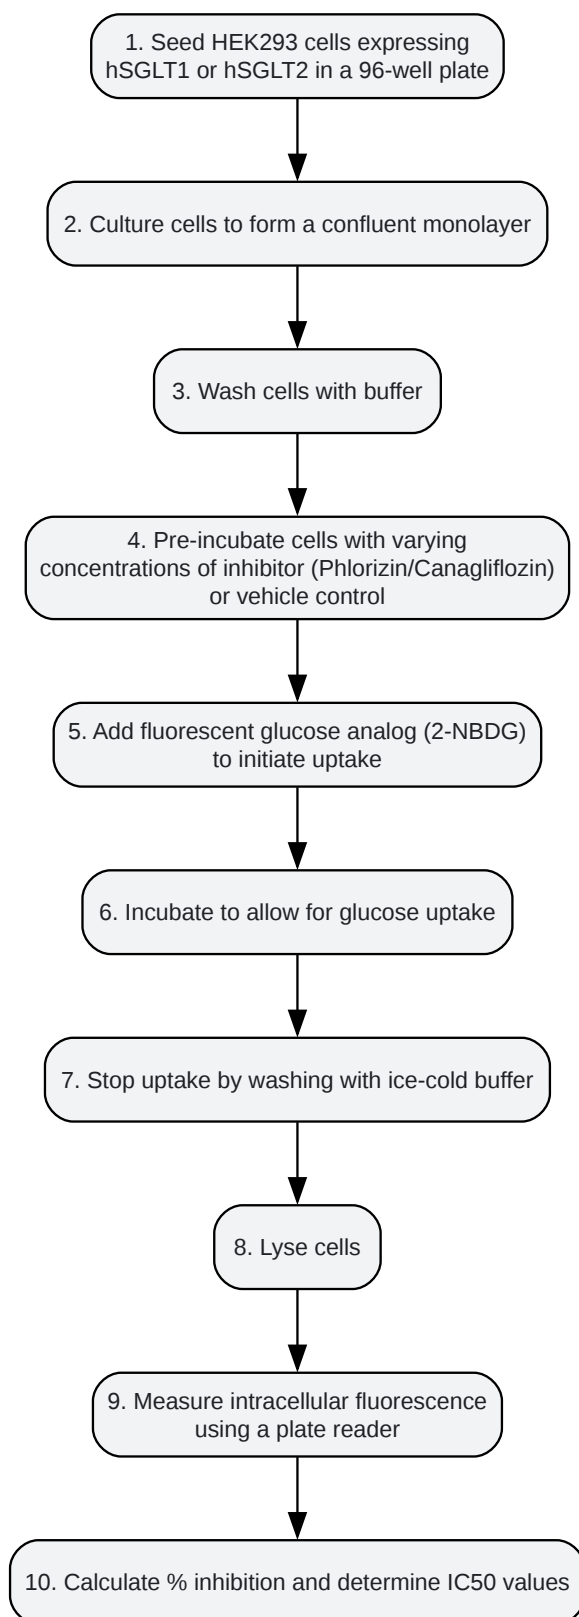 1. Seed HEK293 cells expressing
hSGLT1 or hSGLT2 in a 96-well plate
2. Culture cells to form a confluent monolayer
3. Wash cells with buffer
4. Pre-incubate cells with varying
concentrations of inhibitor (Phlorizin/Canagliflozin)
or vehicle control
5. Add fluorescent glucose analog (2-NBDG)
to initiate uptake
6. Incubate to allow for glucose uptake
7. Stop uptake by washing with ice-cold buffer
8. Lyse cells
9. Measure intracellular fluorescence
using a plate reader
10. Calculate % inhibition and determine IC50 values